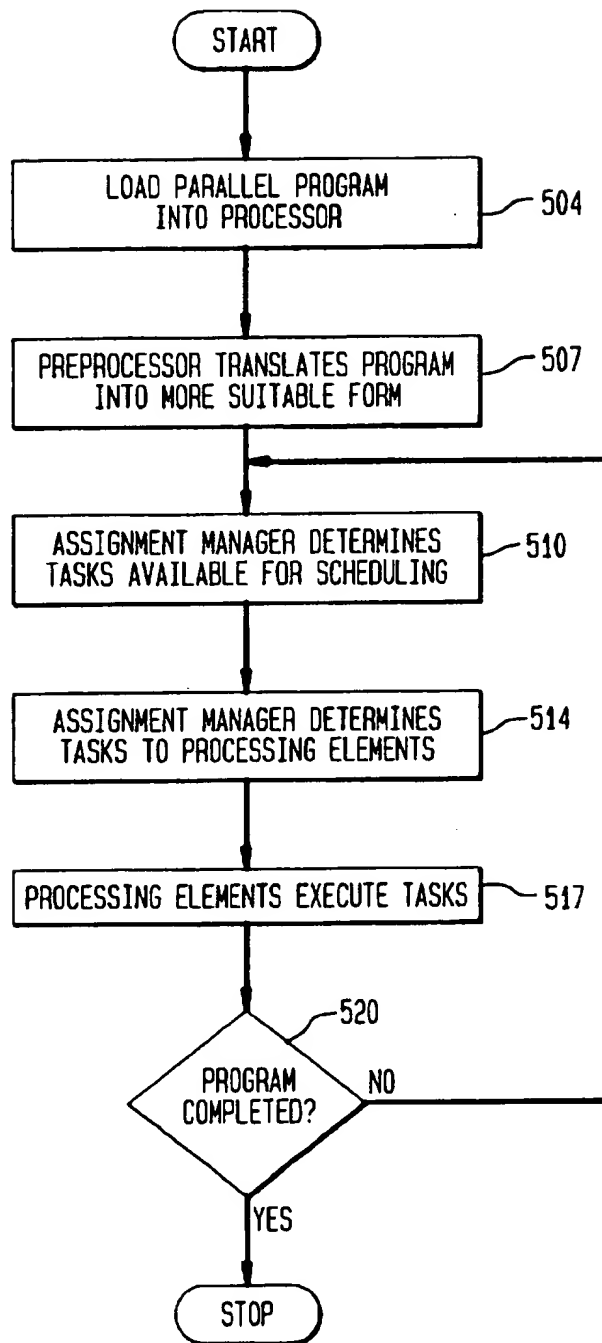 START
LOAD PARALLEL PROGRAM
INTO PROCESSOR
504
PREPROCESSOR TRANSLATES PROGRAM
INTO MORE SUITABLE FORM
507
ASSIGNMENT MANAGER DETERMINES
TASKS AVAILABLE FOR SCHEDULING
510
ASSIGNMENT MANAGER DETERMINES
TASKS TO PROCESSING ELEMENTS
514
PROCESSING ELEMENTS EXECUTE TASKS
517
520
PROGRAM
COMPLETED?
NO
YES
STOP